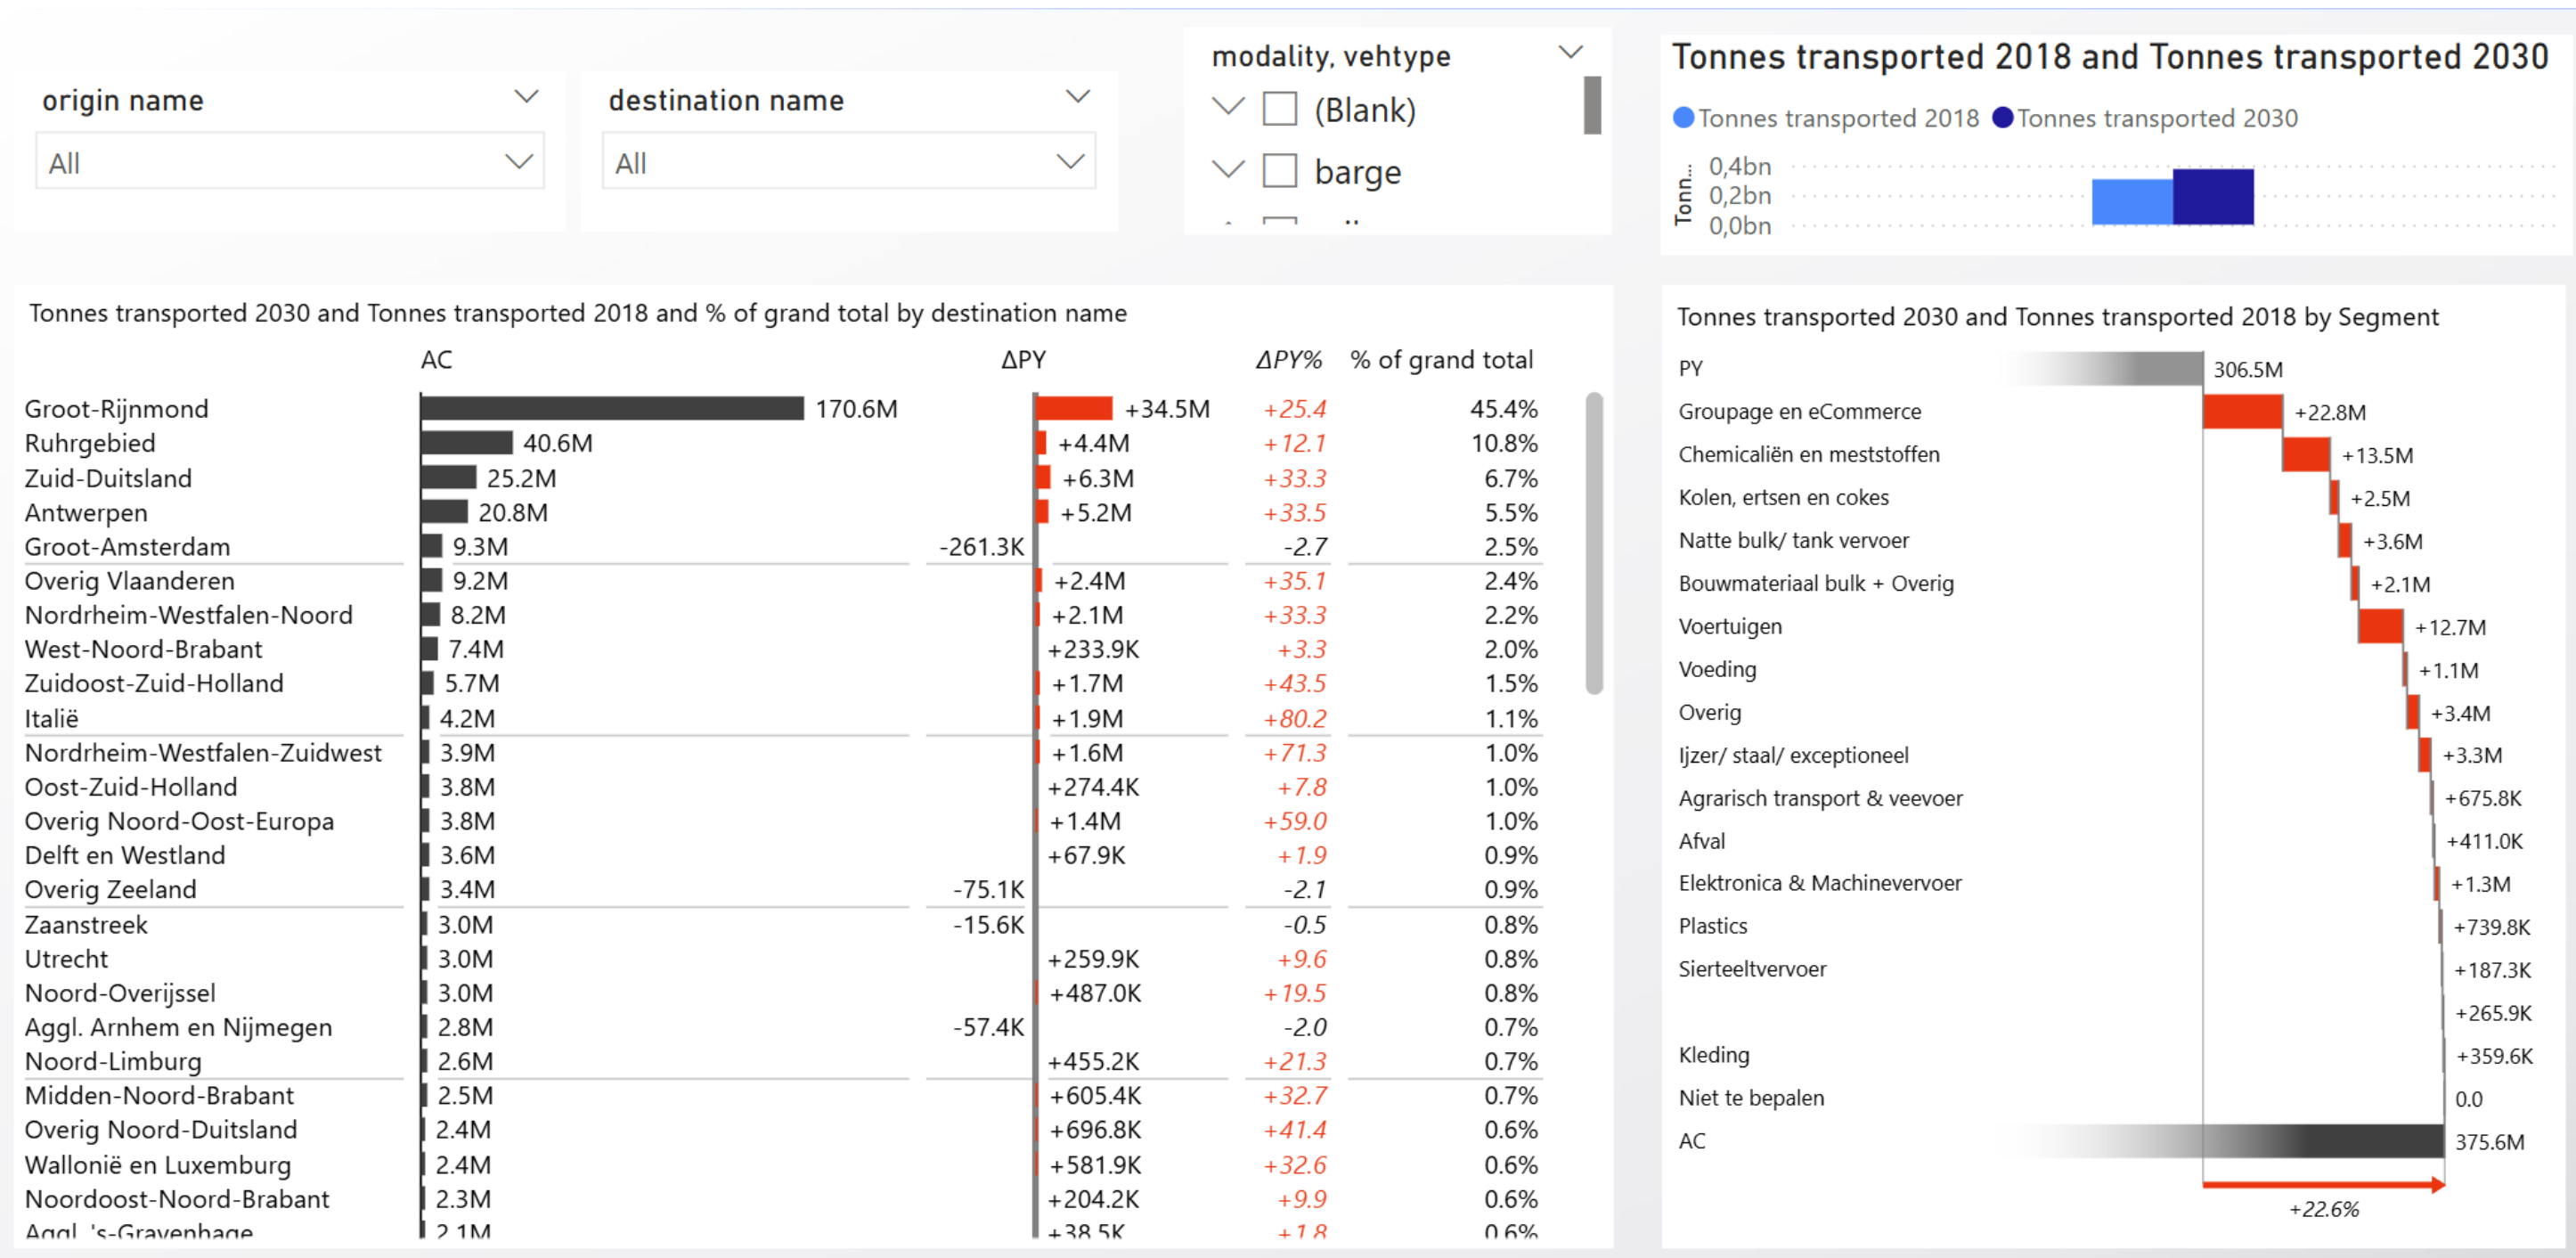 origin name
All
destination name
All
modality, vehtype
(Blank)
barge
Tonnes transported 2018 and Tonnes transported 2030
Tonnes transported 2018 Tonnes transported 2030
Tonn...
0,4bn
0,2bn
0,0bn
Tonnes transported 2030 and Tonnes transported 2018 and % of grand total by destination name
AC ΔPY ΔPY% % of grand total
Groot-Rijnmond 170.6M +34.5M +25.4 45.4%
Ruhrgebied 40.6M +4.4M +12.1 10.8%
Zuid-Duitsland 25.2M +6.3M +33.3 6.7%
Antwerpen 20.8M +5.2M +33.5 5.5%
Groot-Amsterdam 9.3M -261.3K -2.7 2.5%
Overig Vlaanderen 9.2M +2.4M +35.1 2.4%
Nordrheim-Westfalen-Noord 8.2M +2.1M +33.3 2.2%
West-Noord-Brabant 7.4M +233.9K +3.3 2.0%
Zuidoost-Zuid-Holland 5.7M +1.7M +43.5 1.5%
Italië 4.2M +1.9M +80.2 1.1%
Nordrheim-Westfalen-Zuidwest 3.9M +1.6M +71.3 1.0%
Oost-Zuid-Holland 3.8M +274.4K +7.8 1.0%
Overig Noord-Oost-Europa 3.8M +1.4M +59.0 1.0%
Delft en Westland 3.6M +67.9K +1.9 0.9%
Overig Zeeland 3.4M -75.1K -2.1 0.9%
Zaanstreek 3.0M -15.6K -0.5 0.8%
Utrecht 3.0M +259.9K +9.6 0.8%
Noord-Overijssel 3.0M +487.0K +19.5 0.8%
Aggl. Arnhem en Nijmegen 2.8M -57.4K -2.0 0.7%
Noord-Limburg 2.6M +455.2K +21.3 0.7%
Midden-Noord-Brabant 2.5M +605.4K +32.7 0.7%
Overig Noord-Duitsland 2.4M +696.8K +41.4 0.6%
Wallonië en Luxemburg 2.4M +581.9K +32.6 0.6%
Noordoost-Noord-Brabant 2.3M +204.2K +9.9 0.6%
Aggl. 's-Gravenhage 2.1M +38.5K +1.8 0.6%
Tonnes transported 2030 and Tonnes transported 2018 by Segment
PY 306.5M
Groupage en eCommerce +22.8M
Chemicaliën en meststoffen +13.5M
Kolen, ertsen en cokes +2.5M
Natte bulk/ tank vervoer +3.6M
Bouwmateriaal bulk + Overig +2.1M
Voertuigen +12.7M
Voeding +1.1M
Overig +3.4M
Ijzer/ staal/ exceptioneel +3.3M
Agrarisch transport & veevoer +675.8K
Afval +411.0K
Elektronica & Machinevervoer +1.3M
Plastics +739.8K
Sierteeltvervoer +187.3K
+265.9K
Kleding +359.6K
Niet te bepalen 0.0
AC 375.6M
+22.6%